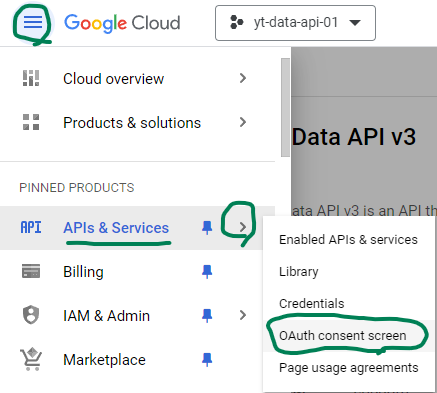 Google Cloud
yt-data-api-01
Cloud overview
Products & solutions
PINNED PRODUCTS
API APIs & Services
Billing
IAM & Admin
Marketplace
Data API v3
ata API v3 is an API th
Enabled APIs & services
Library
Credentials
OAuth consent screen
Page usage agreements